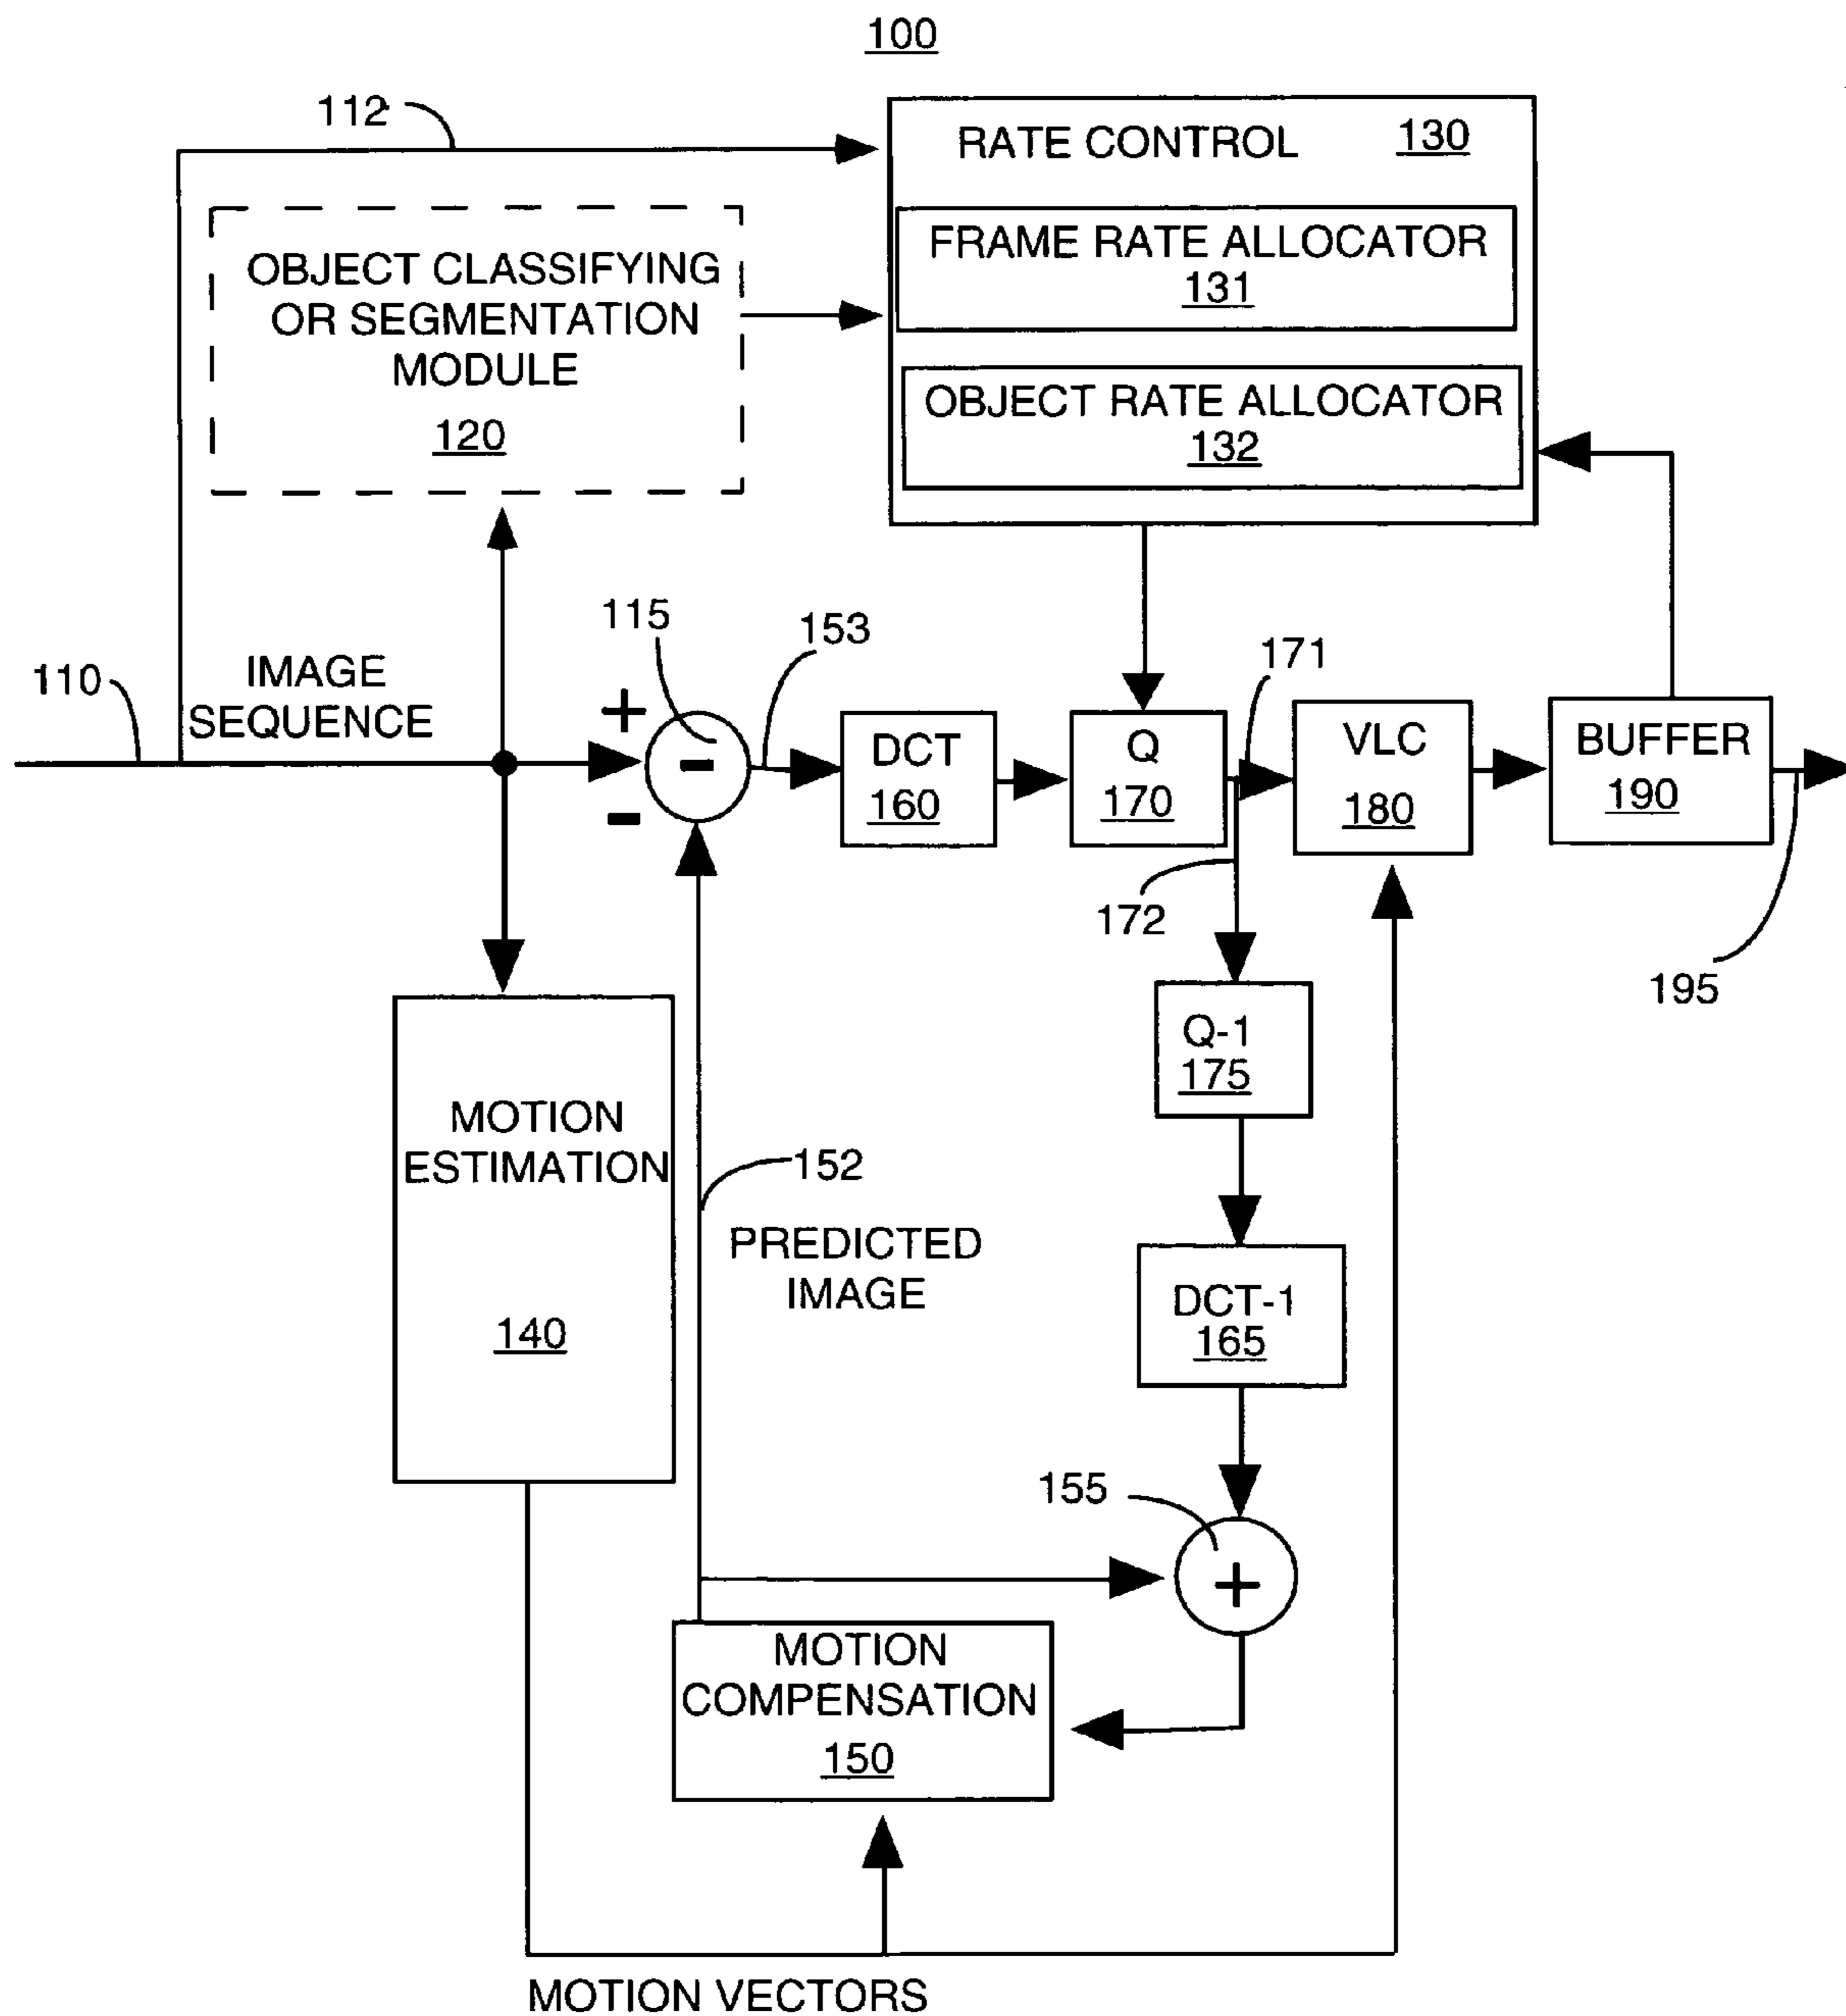 100
112
RATE CONTROL 130
FRAME RATE ALLOCATOR
131
OBJECT CLASSIFYING
OR SEGMENTATION
MODULE
120
OBJECT RATE ALLOCATOR
132
110
IMAGE
SEQUENCE
+
-
115
-
153
DCT
160
Q
170
171
172
VLC
180
BUFFER
190
195
Q-1
175
MOTION
ESTIMATION
140
152
PREDICTED
IMAGE
DCT-1
165
155
+
MOTION
COMPENSATION
150
MOTION VECTORS